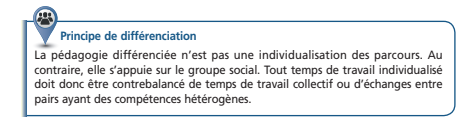 Principe de différenciation
La pédagogie différenciée n’est pas une individualisation des parcours. Au
contraire, elle s’appuie sur le groupe social. Tout temps de travail individualisé
doit donc être contrebalancé de temps de travail collectif ou d’échanges entre
pairs ayant des compétences hétérogènes.